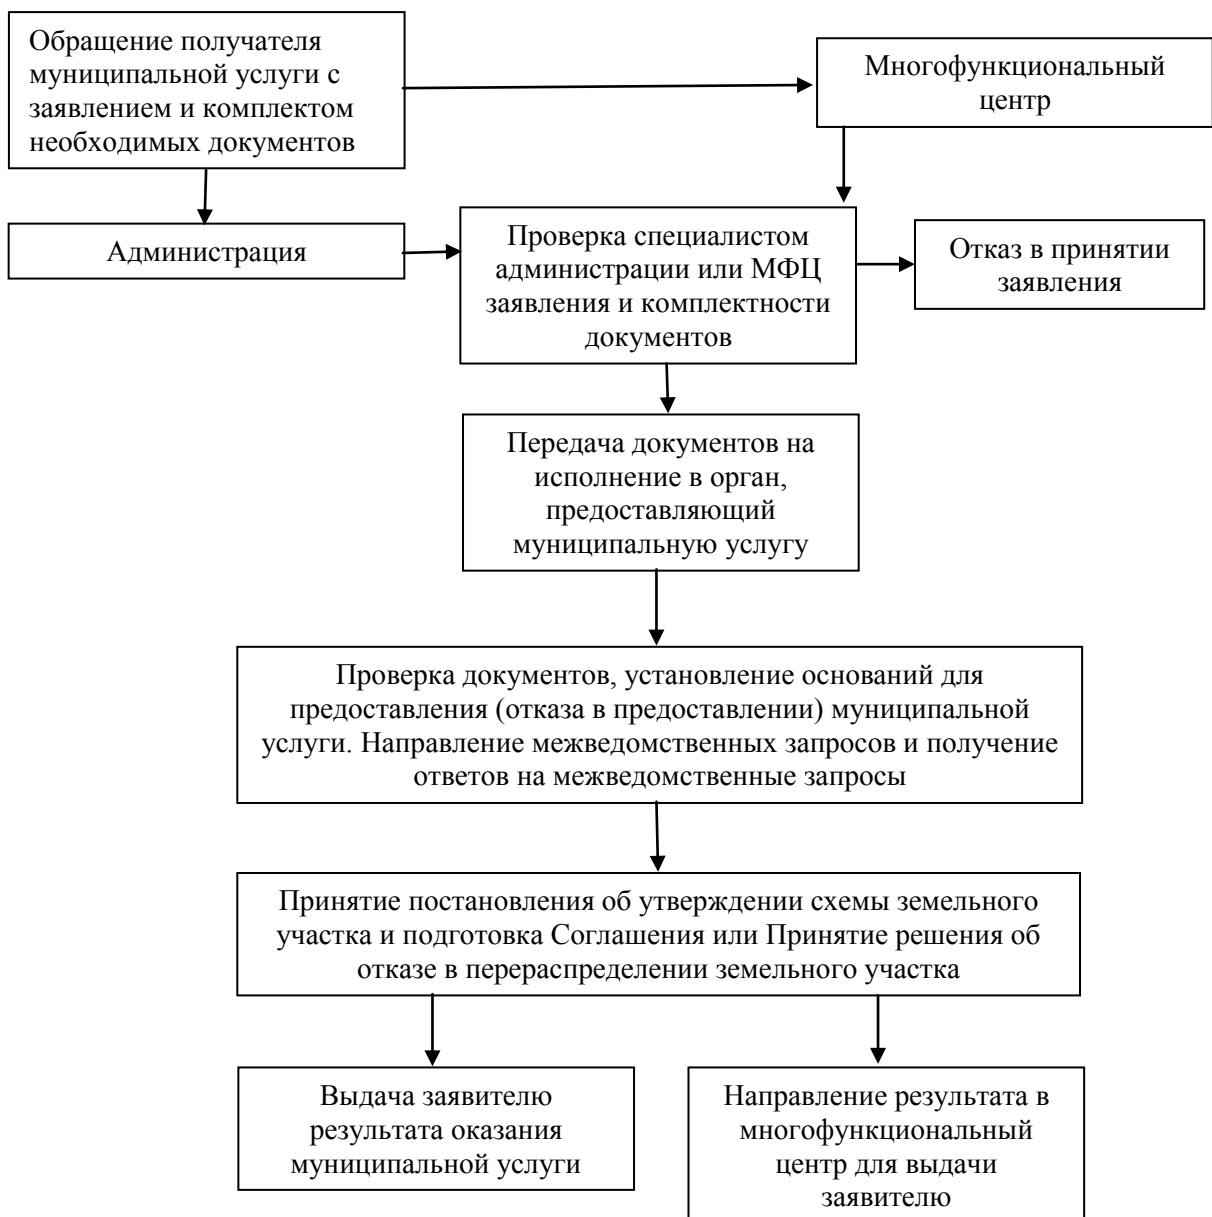 Обращение получателя
муниципальной услуги с
заявлением и комплектом
необходимых документов
Многофункциональный
центр
Администрация
Проверка специалистом
администрации или МФЦ
заявления и комплектности
документов
Отказ в принятии
заявления
Передача документов на
исполнение в орган,
предоставляющий
муниципальную услугу
Проверка документов, установление оснований для
предоставления (отказа в предоставлении) муниципальной
услуги. Направление межведомственных запросов и получение
ответов на межведомственные запросы
Принятие постановления об утверждении схемы земельного
участка и подготовка Соглашения или Принятие решения об
отказе в перераспределении земельного участка
Выдача заявителю
результата оказания
муниципальной услуги
Направление результата в
многофункциональный
центр для выдачи
заявителю